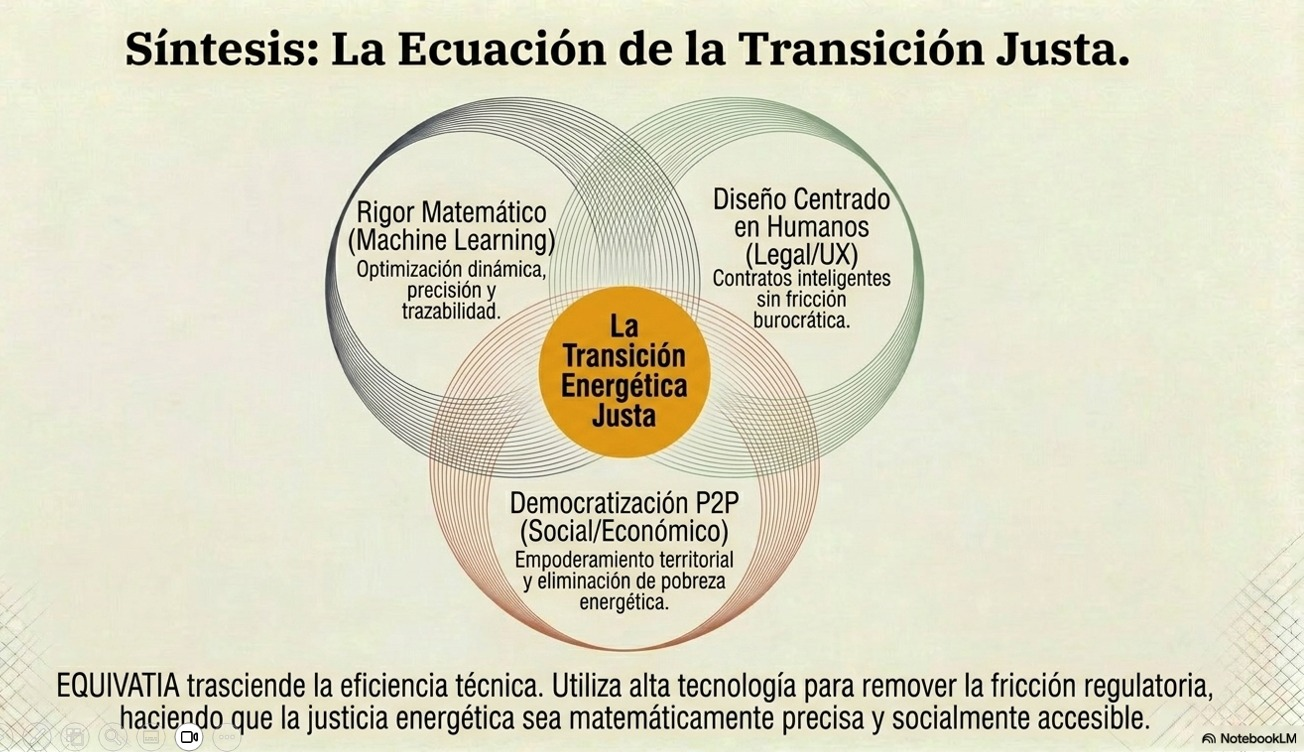 Síntesis: La Ecuación de la Transición Justa.
Rigor Matemático
(Machine Learning)
Optimización dinámica,
precisión y
trazabilidad.
Diseño Centrado
en Humanos
(Legal/UX)
Contratos inteligentes
sin fricción
burocrática.
La
Transición
Energética
Justa
Democratización P2P
(Social/Económico)
Empoderamiento territorial
y eliminación de pobreza
energética.
EQUIVATIA trasciende la eficiencia técnica. Utiliza alta tecnología para remover la fricción regulatoria,
haciendo que la justicia energética sea matemáticamente precisa y socialmente accesible.
NotebookLM